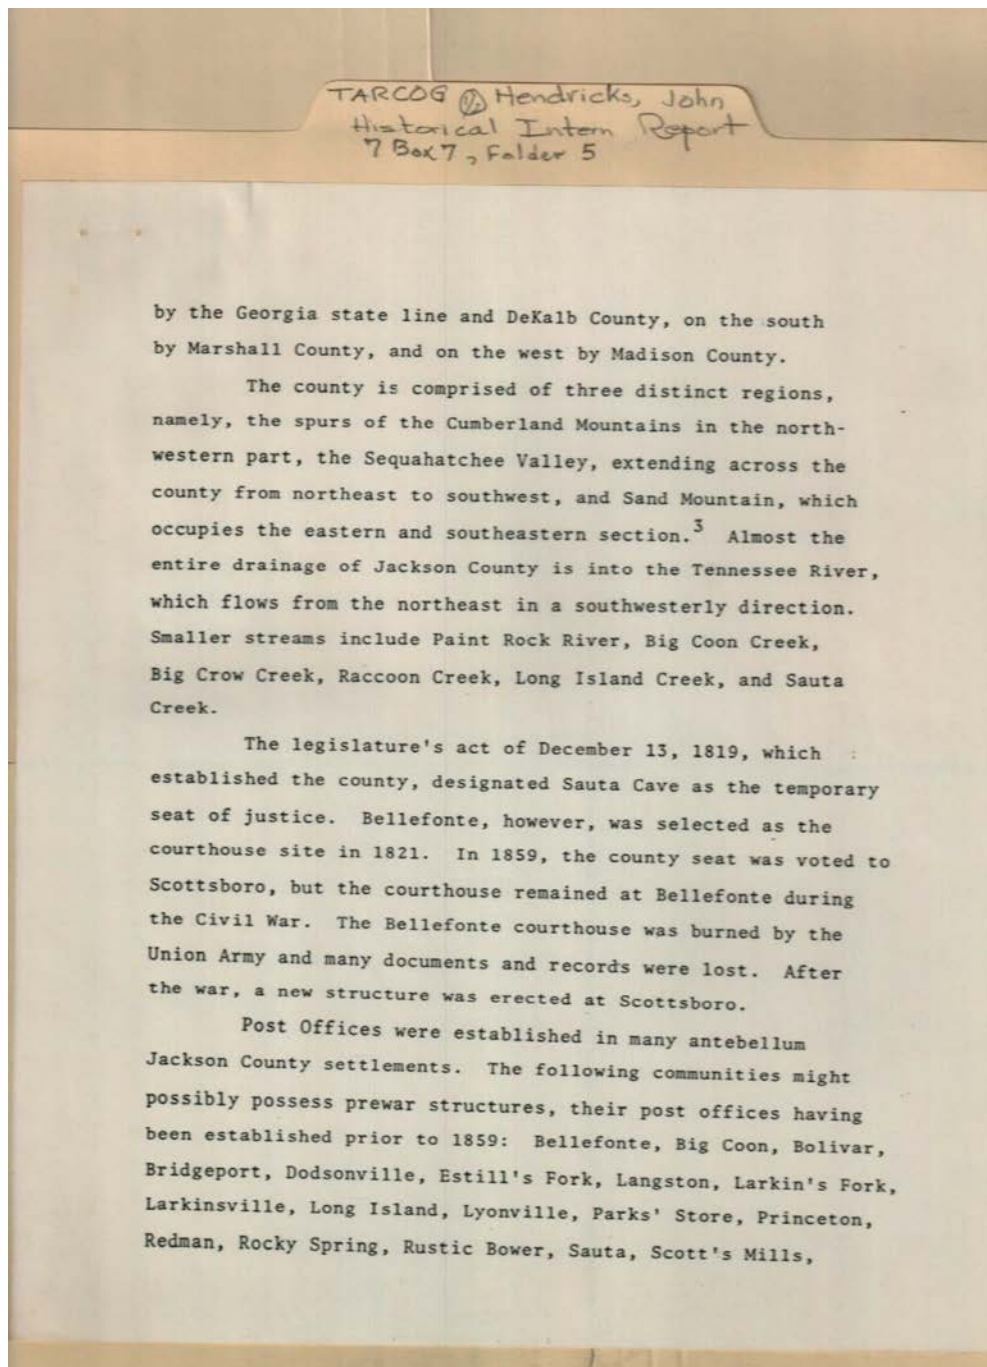 TARCOG Hendricks, John
Historical Intern Report
7 Box 7, Folder 5
by the Georgia state line and DeKalb County, on the south
by Marshall County, and on the west by Madison County.
The county is comprised of three distinct regions,
namely, the spurs of the Cumberland Mountains in the north-
western part, the Sequahatchee Valley, extending across the
county from northeast to southwest, and Sand Mountain, which
occupies the eastern and southeastern section.3 Almost the
entire drainage of Jackson County is into the Tennessee River,
which flows from the northeast in a southwesterly direction.
Smaller streams include Paint Rock River, Big Coon Creek,
Big Crow Creek, Raccoon Creek, Long Island Creek, and Sauta
Creek.
The legislature's act of December 13, 1819, which
established the county, designated Sauta Cave as the temporary
seat of justice. Bellefonte, however, was selected as the
courthouse site in 1821. In 1859, the county seat was voted to
Scottsboro, but the courthouse remained at Bellefonte during
the Civil War. The Bellefonte courthouse was burned by the
Union Army and many documents and records were lost. After
the war, a new structure was erected at Scottsboro.
Post Offices were established in many antebellum
Jackson County settlements. The following communities might
possibly possess prewar structures, their post offices having
been established prior to 1859: Bellefonte, Big Coon, Bolivar,
Bridgeport, Dodsonville, Estill's Fork, Langston, Larkin's Fork,
Larkinsville, Long Island, Lyonville, Parks' Store, Princeton,
Redman, Rocky Spring, Rustic Bower, Sauta, Scott's Mills,